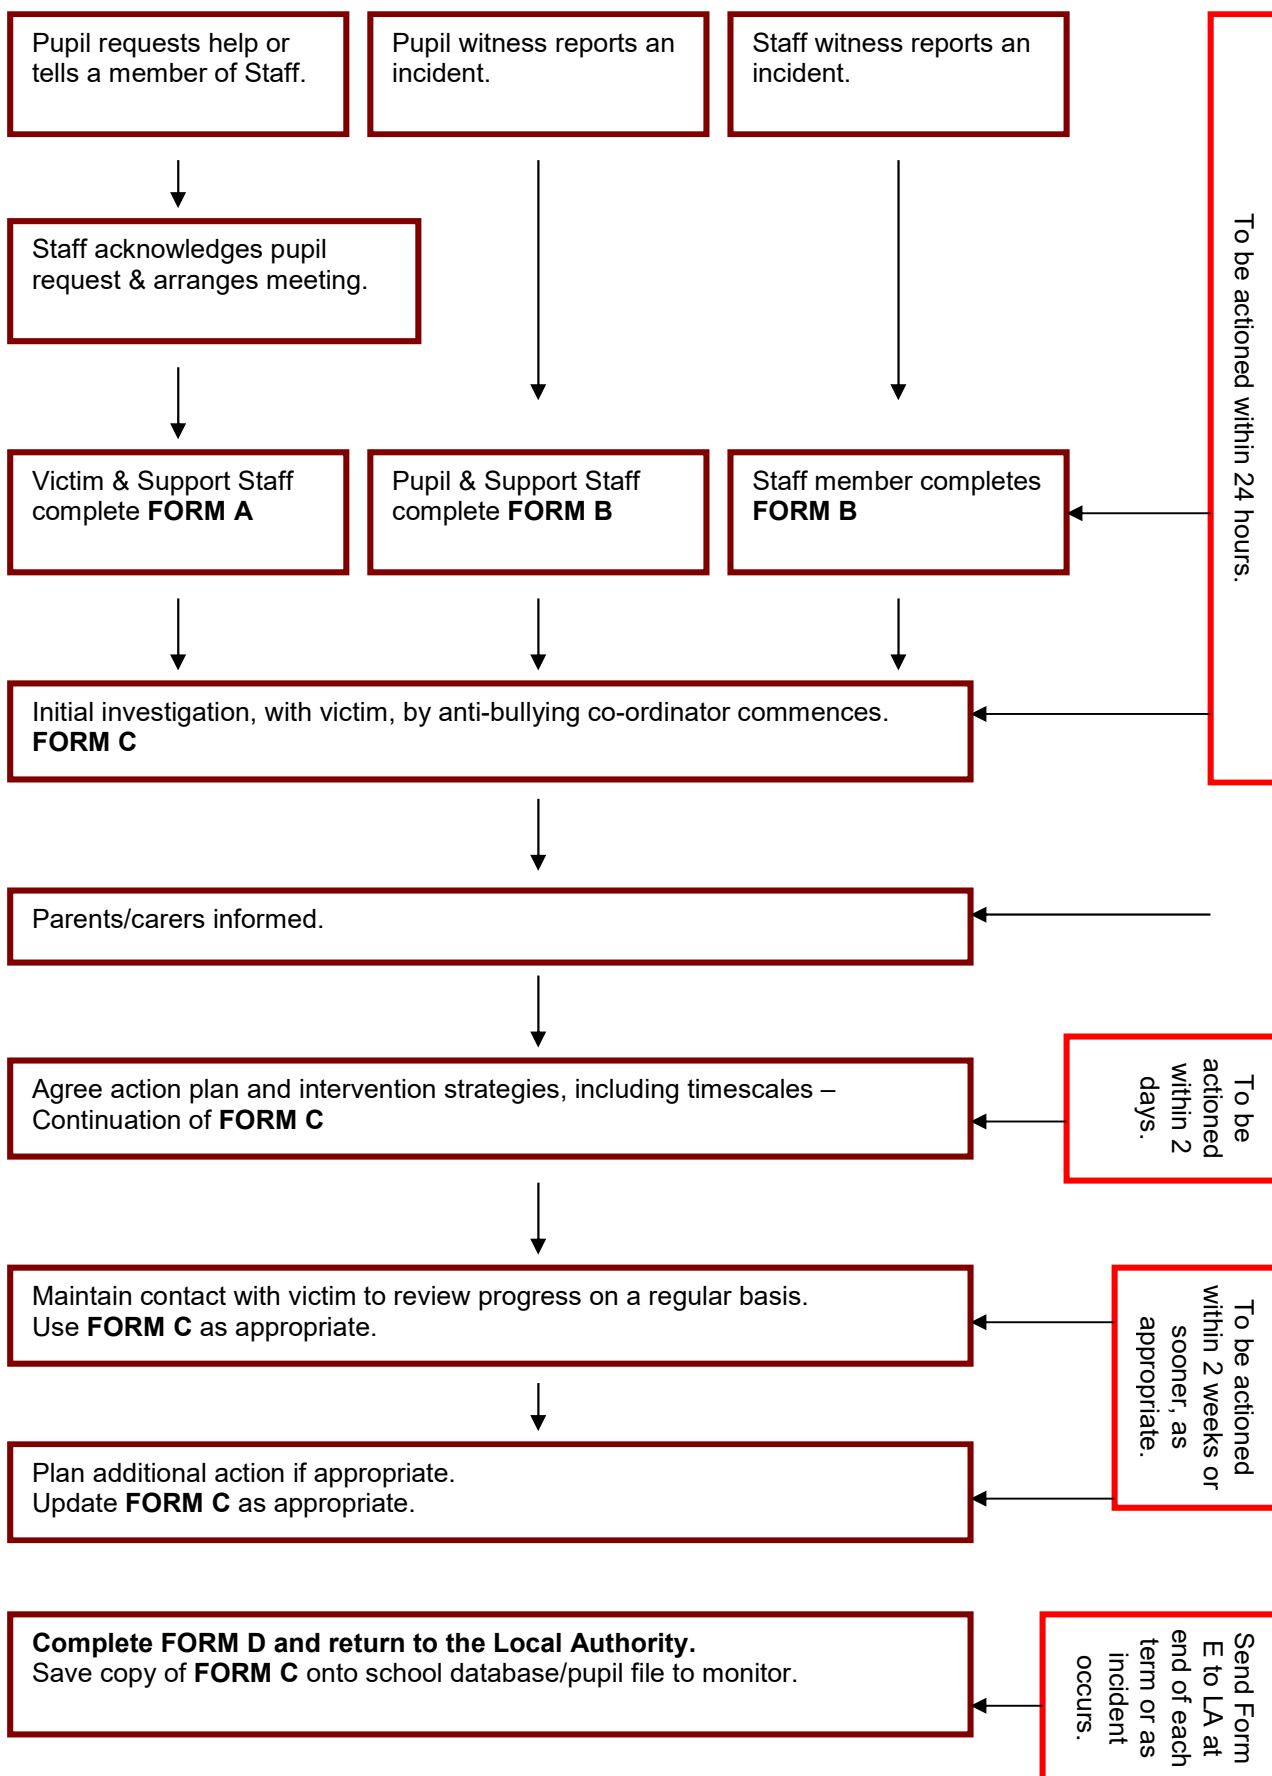 Pupil requests help or
tells a member of Staff.
Pupil witness reports an
incident.
Staff witness reports an
incident.
To be actioned within 24 hours.
Staff acknowledges pupil
request & arranges meeting.
Victim & Support Staff
complete FORM A
Pupil & Support Staff
complete FORM B
Staff member completes
FORM B
Initial investigation, with victim, by anti-bullying co-ordinator commences.
FORM C
Parents/carers informed.
Agree action plan and intervention strategies, including timescales –
Continuation of FORM C
To be
actioned
within 2
days.
Maintain contact with victim to review progress on a regular basis.
Use FORM C as appropriate.
To be actioned
within 2 weeks or
sooner, as
appropriate.
Plan additional action if appropriate.
Update FORM C as appropriate.
Complete FORM D and return to the Local Authority.
Save copy of FORM C onto school database/pupil file to monitor.
Send Form
E to LA at
end of each
term or as
incident
occurs.